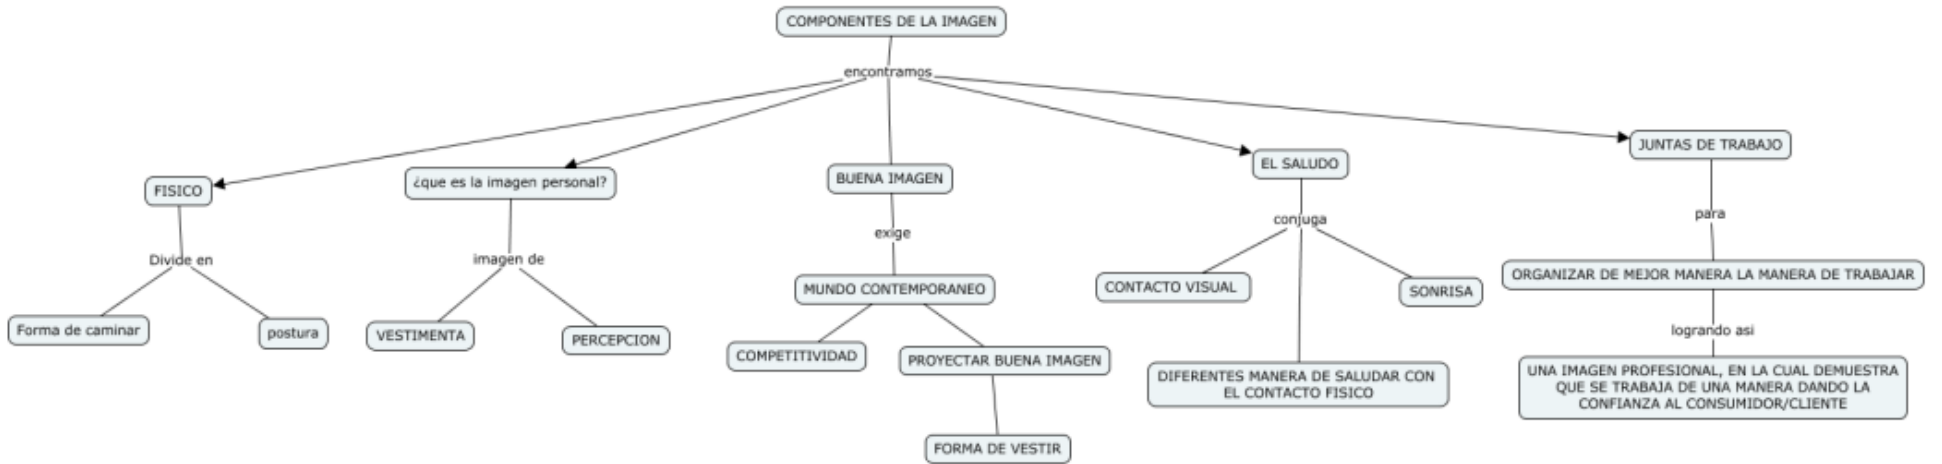 COMPONENTES DE LA IMAGEN
encontramos
FISICO
Divide en
Forma de caminar
postura
¿que es la imagen personal?
imagen de
VESTIMENTA
PERCEPCION
BUENA IMAGEN
exige
MUNDO CONTEMPORANEO
COMPETITIVIDAD
PROYECTAR BUENA IMAGEN
FORMA DE VESTIR
EL SALUDO
conjuga
CONTACTO VISUAL
DIFERENTES MANERA DE SALUDAR CON
EL CONTACTO FISICO
SONRISA
JUNTAS DE TRABAJO
para
ORGANIZAR DE MEJOR MANERA LA MANERA DE TRABAJAR
logrando asi
UNA IMAGEN PROFESIONAL, EN LA CUAL DEMUESTRA
QUE SE TRABAJA DE UNA MANERA DANDO LA
CONFIANZA AL CONSUMIDOR/CLIENTE